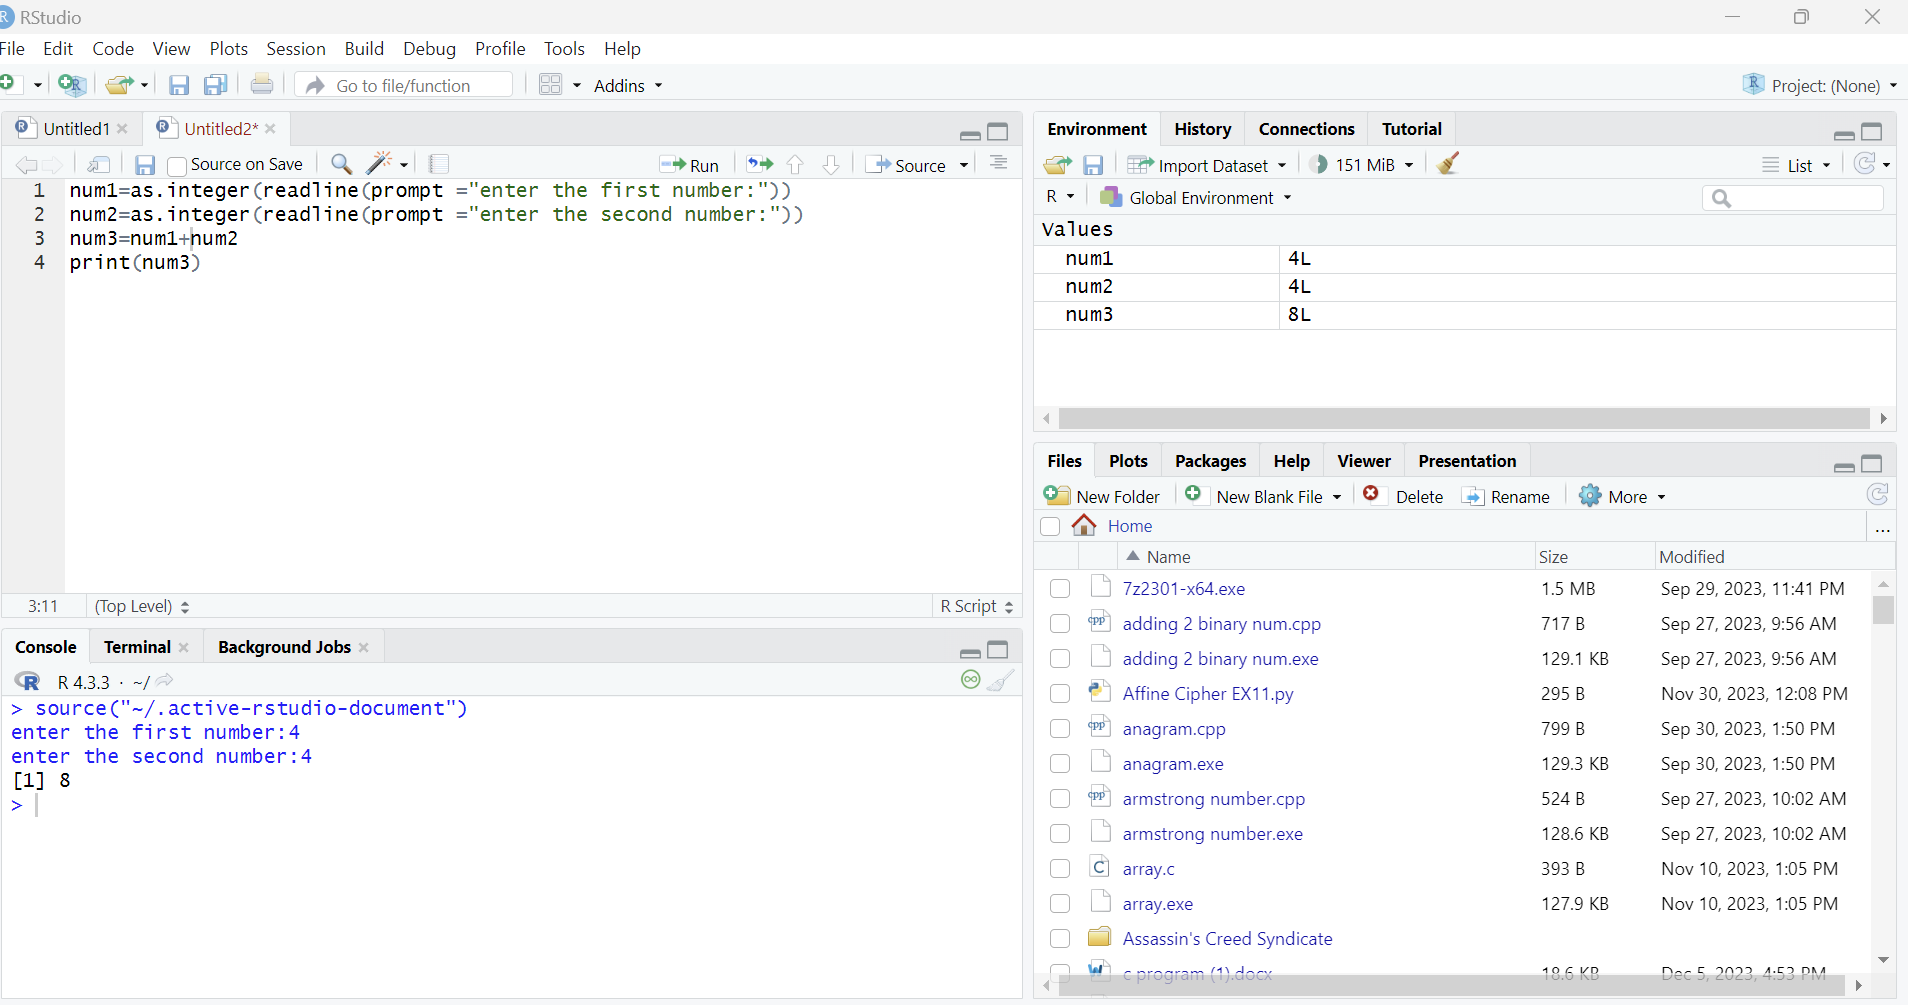 RStudio
File Edit Code View Plots Session Build Debug Profile Tools Help
Go to file/function Addins Project: (None)
Untitled1 Untitled2*
Source on Save Run Source
1 num1=as.integer(readline(prompt ="enter the first number:"))
2 num2=as.integer(readline(prompt ="enter the second number:"))
3 num3=num1+num2
4 print(num3)
3:11 (Top Level) R Script
Console Terminal Background Jobs
R 4.3.3 · ~/
> source("~/.active-rstudio-document")
enter the first number:4
enter the second number:4
[1] 8
>
Environment History Connections Tutorial
Import Dataset 151 MiB List
R Global Environment
Values
num1 4L
num2 4L
num3 8L
Files Plots Packages Help Viewer Presentation
New Folder New Blank File Delete Rename More
Home ...
Name Size Modified
7z2301-x64.exe 1.5 MB Sep 29, 2023, 11:41 PM
adding 2 binary num.cpp 717 B Sep 27, 2023, 9:56 AM
adding 2 binary num.exe 129.1 KB Sep 27, 2023, 9:56 AM
Affine Cipher EX11.py 295 B Nov 30, 2023, 12:08 PM
anagram.cpp 799 B Sep 30, 2023, 1:50 PM
anagram.exe 129.3 KB Sep 30, 2023, 1:50 PM
armstrong number.cpp 524 B Sep 27, 2023, 10:02 AM
armstrong number.exe 128.6 KB Sep 27, 2023, 10:02 AM
array.c 393 B Nov 10, 2023, 1:05 PM
array.exe 127.9 KB Nov 10, 2023, 1:05 PM
Assassin's Creed Syndicate
c program (1).docx 18.6 KB Dec 5, 2023, 4:53 PM